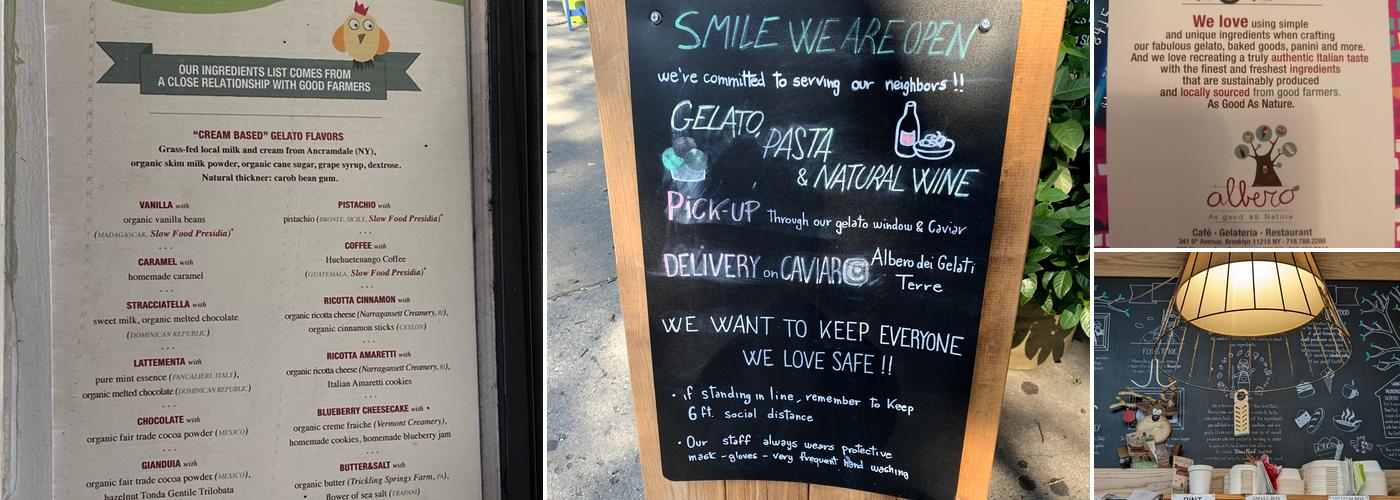 OUR INGREDIENTS LIST COMES FROM
A CLOSE RELATIONSHIP WITH GOOD FARMERS
"CREAM BASED" GELATO FLAVORS
Grass-fed local milk and cream from Ancramdale (NY),
organic skim milk powder, organic cane sugar, grape syrup, dextrose.
Natural thickner: carob bean gum.
VANILLA with
organic vanilla beans
(MADAGASCAR, Slow Food Presidia)*
CARAMEL with
homemade caramel
STRACCIATELLA with
sweet milk, organic melted chocolate
(DOMINICAN REPUBLIC)
LATTEMENTA with
pure mint essence (PANCALIERI, ITALY),
organic melted chocolate (DOMINICAN REPUBLIC)
CHOCOLATE with
organic fair trade cocoa powder (MEXICO)
GIANDUIA with
organic fair trade cocoa powder (MEXICO),
hazelnut Tonda Gentile Trilobata
PISTACHIO with
pistachio (BRONTE, SICILY, Slow Food Presidia)*
COFFEE with
Huehuetenango Coffee
(GUATEMALA, Slow Food Presidia)*
RICOTTA CINNAMON with
organic ricotta cheese (Narragansett Creamery, RI),
organic cinnamon sticks (CEYLON)
RICOTTA AMARETTI with
organic ricotta cheese (Narragansett Creamery, RI)
Italian Amaretti cookies
BLUEBERRY CHEESECAKE with
organic creme fraiche (Vermont Creamery),
homemade cookies, homemade blueberry jam
BUTTER&SALT with
organic butter (Trickling Springs Farm, PA),
flower of sea salt (TRAPANI)
SMILE WE ARE OPEN
we're committed to serving our neighbors !!
GELATO,
PASTA
& NATURAL WINE
PICK-UP Through our gelato window & Caviar
DELIVERY on CAVIAR @ Albero dei Gelati
Terre
WE WANT TO KEEP EVERYONE
WE LOVE SAFE !!
• if standing in line, remember to Keep
6 ft. social distance
• Our staff always wears protective
mask - gloves - very frequent hand washing
We love using simple
and unique ingredients when crafting
our fabulous gelato, baked goods, panini and more.
And we love recreating a truly authentic Italian taste
with the finest and freshest ingredients
that are sustainably produced
and locally sourced from good farmers.
As Good As Nature.
albero
As good as Nature
Café · Gelateria · Restaurant
341 5th Avenue, Brooklyn 11215 NY · 718.788.2288
PINT